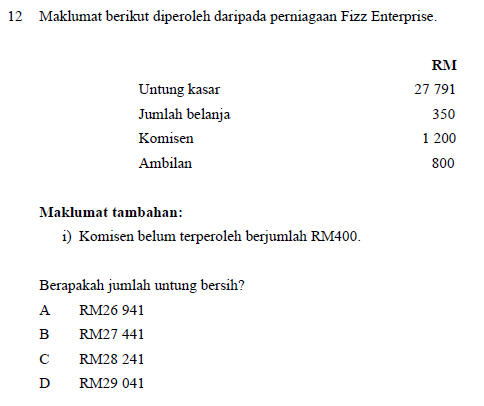 12 Maklumat berikut diperoleh daripada perniagaan Fizz Enterprise.
RM
Untung kasar 27 791
Jumlah belanja 350
Komisen 1 200
Ambilan 800
Maklumat tambahan:
i) Komisen belum terperoleh berjumlah RM400.
Berapakah jumlah untung bersih?
A RM26 941
B RM27 441
C RM28 241
D RM29 041